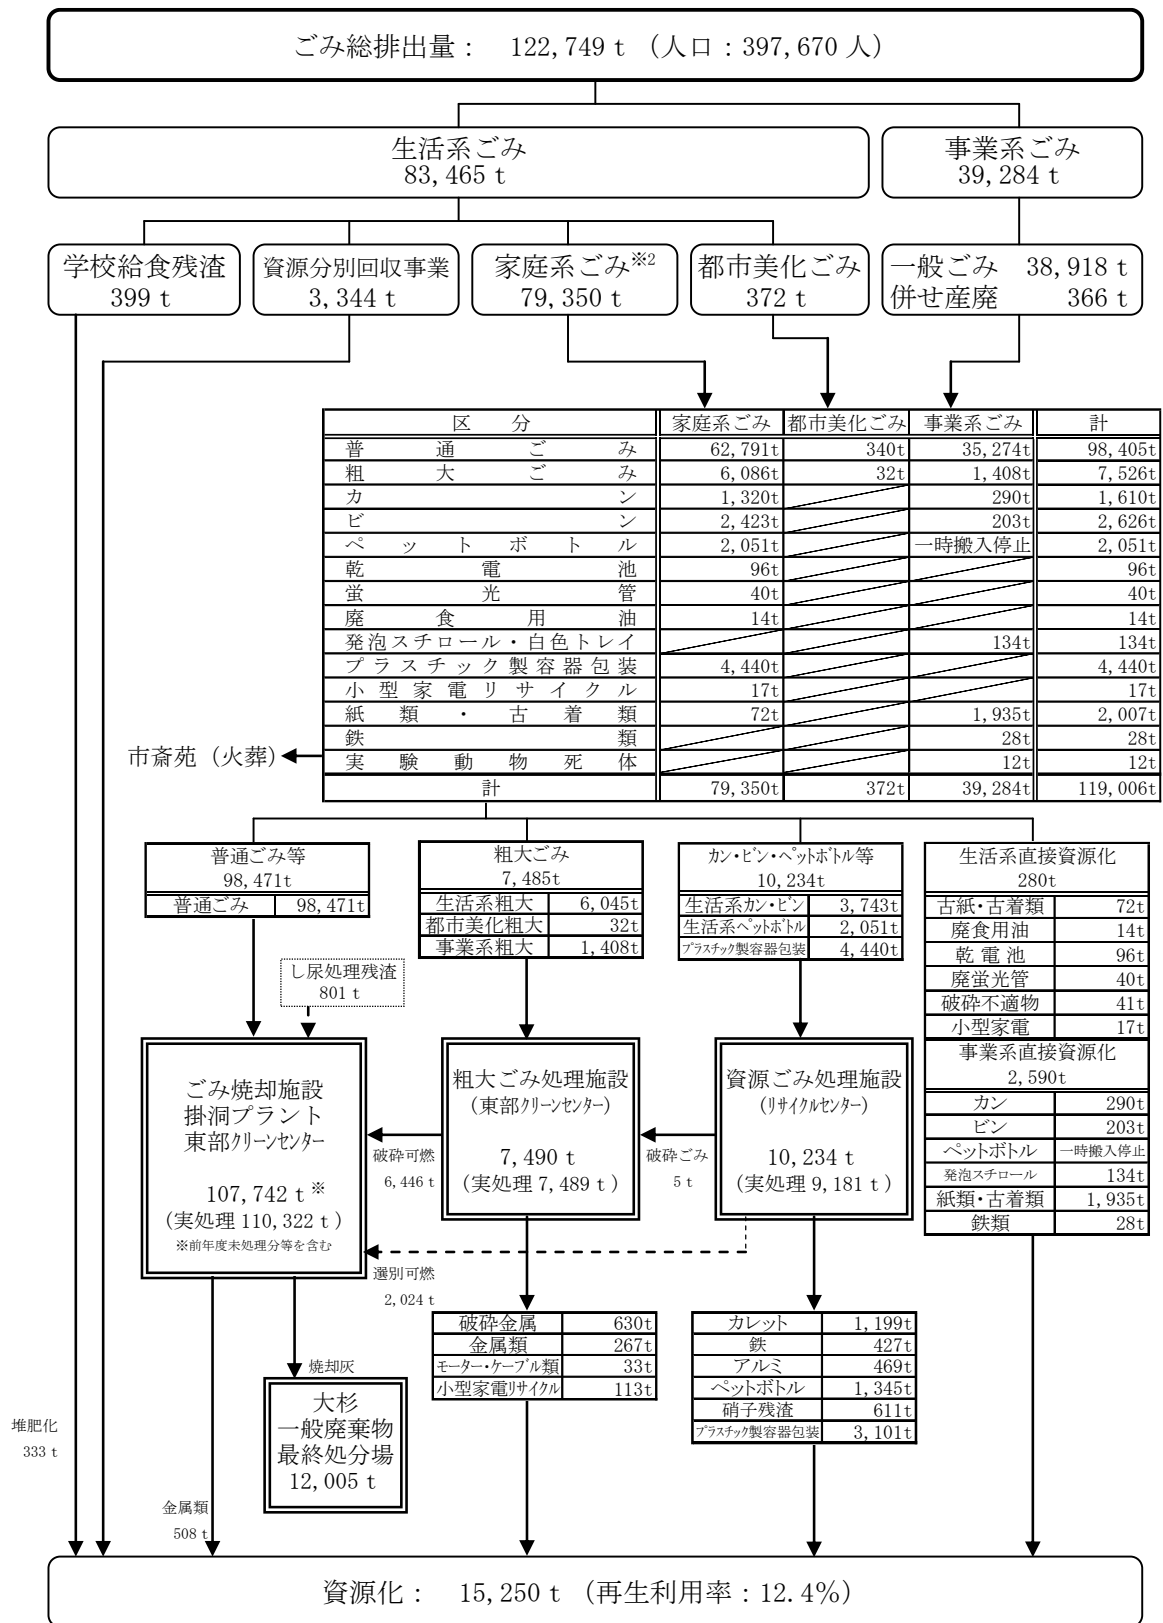 ごみ総排出量： 122,749 t （人口：397,670 人）
生活系ごみ
83,465 t
事業系ごみ
39,284 t
学校給食残渣
399 t
資源分別回収事業
3,344 t
家庭系ごみ※2
79,350 t
都市美化ごみ
372 t
一般ごみ 38,918 t
併せ産廃 366 t
区分 家庭系ごみ 都市美化ごみ 事業系ごみ 計
普通ごみ 62,791t 340t 35,274t 98,405t
粗大ごみ 6,086t 32t 1,408t 7,526t
カン 1,320t 290t 1,610t
ビン 2,423t 203t 2,626t
ペットボトル 2,051t 一時搬入停止 2,051t
乾電池 96t 96t
蛍光管 40t 40t
廃食用油 14t 14t
発泡スチロール・白色トレイ 134t 134t
プラスチック製容器包装 4,440t 4,440t
小型家電リサイクル 17t 17t
紙類・古着類 72t 1,935t 2,007t
鉄類 28t 28t
実験動物死体 12t 12t
計 79,350t 372t 39,284t 119,006t
市斎苑（火葬）
普通ごみ等
98,471t
普通ごみ 98,471t
粗大ごみ
7,485t
生活系粗大 6,045t
都市美化粗大 32t
事業系粗大 1,408t
カン・ビン・ペットボトル等
10,234t
生活系カン・ビン 3,743t
生活系ペットボトル 2,051t
プラスチック製容器包装 4,440t
生活系直接資源化
280t
古紙・古着類 72t
廃食用油 14t
乾電池 96t
廃蛍光管 40t
破砕不適物 41t
小型家電 17t
事業系直接資源化
2,590t
カン 290t
ビン 203t
ペットボトル 一時搬入停止
発泡スチロール 134t
紙類・古着類 1,935t
鉄類 28t
し尿処理残渣
801 t
ごみ焼却施設
掛洞プラント
東部クリーンセンター
107,742 t ※
（実処理 110,322 t）
※前年度未処理分等を含む
破砕可燃
6,446 t
粗大ごみ処理施設
（東部クリーンセンター）
7,490 t
（実処理 7,489 t）
破砕ごみ
5 t
資源ごみ処理施設
（リサイクルセンター）
10,234 t
（実処理 9,181 t）
選別可燃
2,024 t
破砕金属 630t
金属類 267t
モーター・ケーブル類 33t
小型家電リサイクル 113t
カレット 1,199t
鉄 427t
アルミ 469t
ペットボトル 1,345t
硝子残渣 611t
プラスチック製容器包装 3,101t
焼却灰
大杉
一般廃棄物
最終処分場
12,005 t
堆肥化
333 t
金属類
508 t
資源化： 15,250 t （再生利用率：12.4％）